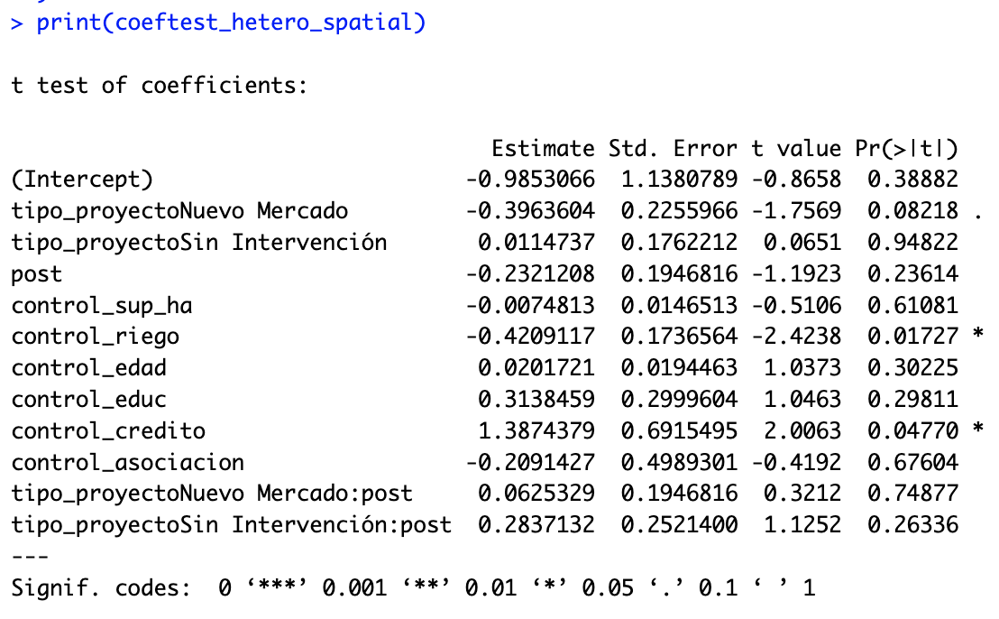 > print(coeftest_hetero_spatial)
t test of coefficients:
Estimate Std. Error t value Pr(>|t|)
(Intercept) -0.9853066 1.1380789 -0.8658 0.38882
tipo_proyectoNuevo Mercado -0.3963604 0.2255966 -1.7569 0.08218 .
tipo_proyectoSin Intervención 0.0114737 0.1762212 0.0651 0.94822
post -0.2321208 0.1946816 -1.1923 0.23614
control_sup_ha -0.0074813 0.0146513 -0.5106 0.61081
control_riego -0.4209117 0.1736564 -2.4238 0.01727 *
control_edad 0.0201721 0.0194463 1.0373 0.30225
control_educ 0.3138459 0.2999604 1.0463 0.29811
control_credito 1.3874379 0.6915495 2.0063 0.04770 *
control_asociacion -0.2091427 0.4989301 -0.4192 0.67604
tipo_proyectoNuevo Mercado:post 0.0625329 0.1946816 0.3212 0.74877
tipo_proyectoSin Intervención:post 0.2837132 0.2521400 1.1252 0.26336
---
Signif. codes: 0 ‘***’ 0.001 ‘**’ 0.01 ‘*’ 0.05 ‘.’ 0.1 ‘ ’ 1